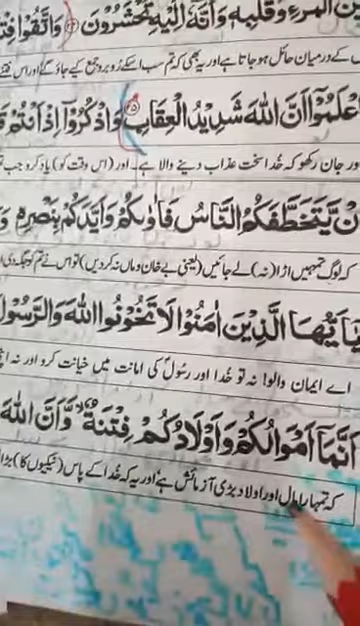 الْمَرْءِ وَقَلْبِهٖ وَاَنَّهٗۤ اِلَيْهِ تُحْشَرُوْنَ وَاتَّقُوْا
کے درمیان حائل ہو جاتا ہے اور یہ بھی کہ تم سب اسکے روبرو جمع کیے جاؤ گے اور اس
اعْلَمُوْۤا اَنَّ اللّٰهَ شَدِيْدُ الْعِقَابِ وَاذْكُرُوْۤا اِذْ اَنْتُمْ
اور جان رکھو کہ خدا سخت عذاب دینے والا ہے اور (اس وقت کو) یاد کرو جب
يَّتَخَطَّفَكُمُ النَّاسُ فَاٰوٰىكُمْ وَاَيَّدَكُمْ بِنَصْرِهٖ وَ
کہ لوگ تمہیں اڑا (نہ) لے جائیں (یعنی بے خان و ماں نہ کردیں) تو اس نے تم کو جگہ دی
يٰۤاَيُّهَا الَّذِيْنَ اٰمَنُوْا لَا تَخُوْنُوا اللّٰهَ وَالرَّسُوْلَ
اے ایمان والو! نہ تو خدا اور رسول کی امانت میں خیانت کرو اور نہ
اَنَّمَاۤ اَمْوَالُكُمْ وَاَوْلَادُكُمْ فِتْنَةٌ ۙ وَّاَنَّ اللّٰهَ
کہ تمہارا مال اور اولاد بڑی آزمائش ہے اور یہ کہ خدا کے پاس (نیکیوں کا) بڑا